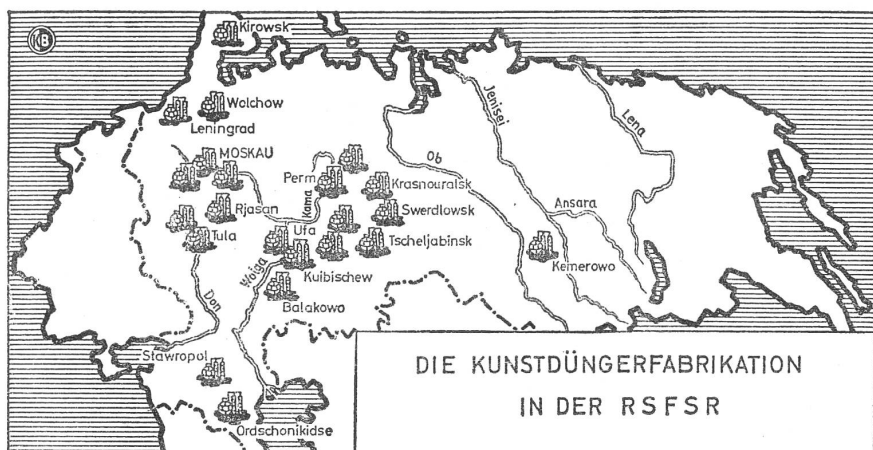 KB
Kirowsk
Wolchow
Leningrad
MOSKAU
Rjasan
Tula
Perm
Kama
Krasnouralsk
Swerdlowsk
Ufa
Tscheljabinsk
Kuibischew
Wolga
Balakowo
Don
Stawropol
Ordschonikidse
Ob
Jenisei
Lena
Ansara
Kemerowo
DIE KUNSTDÜNGERFABRIKATION
IN DER RSFSR